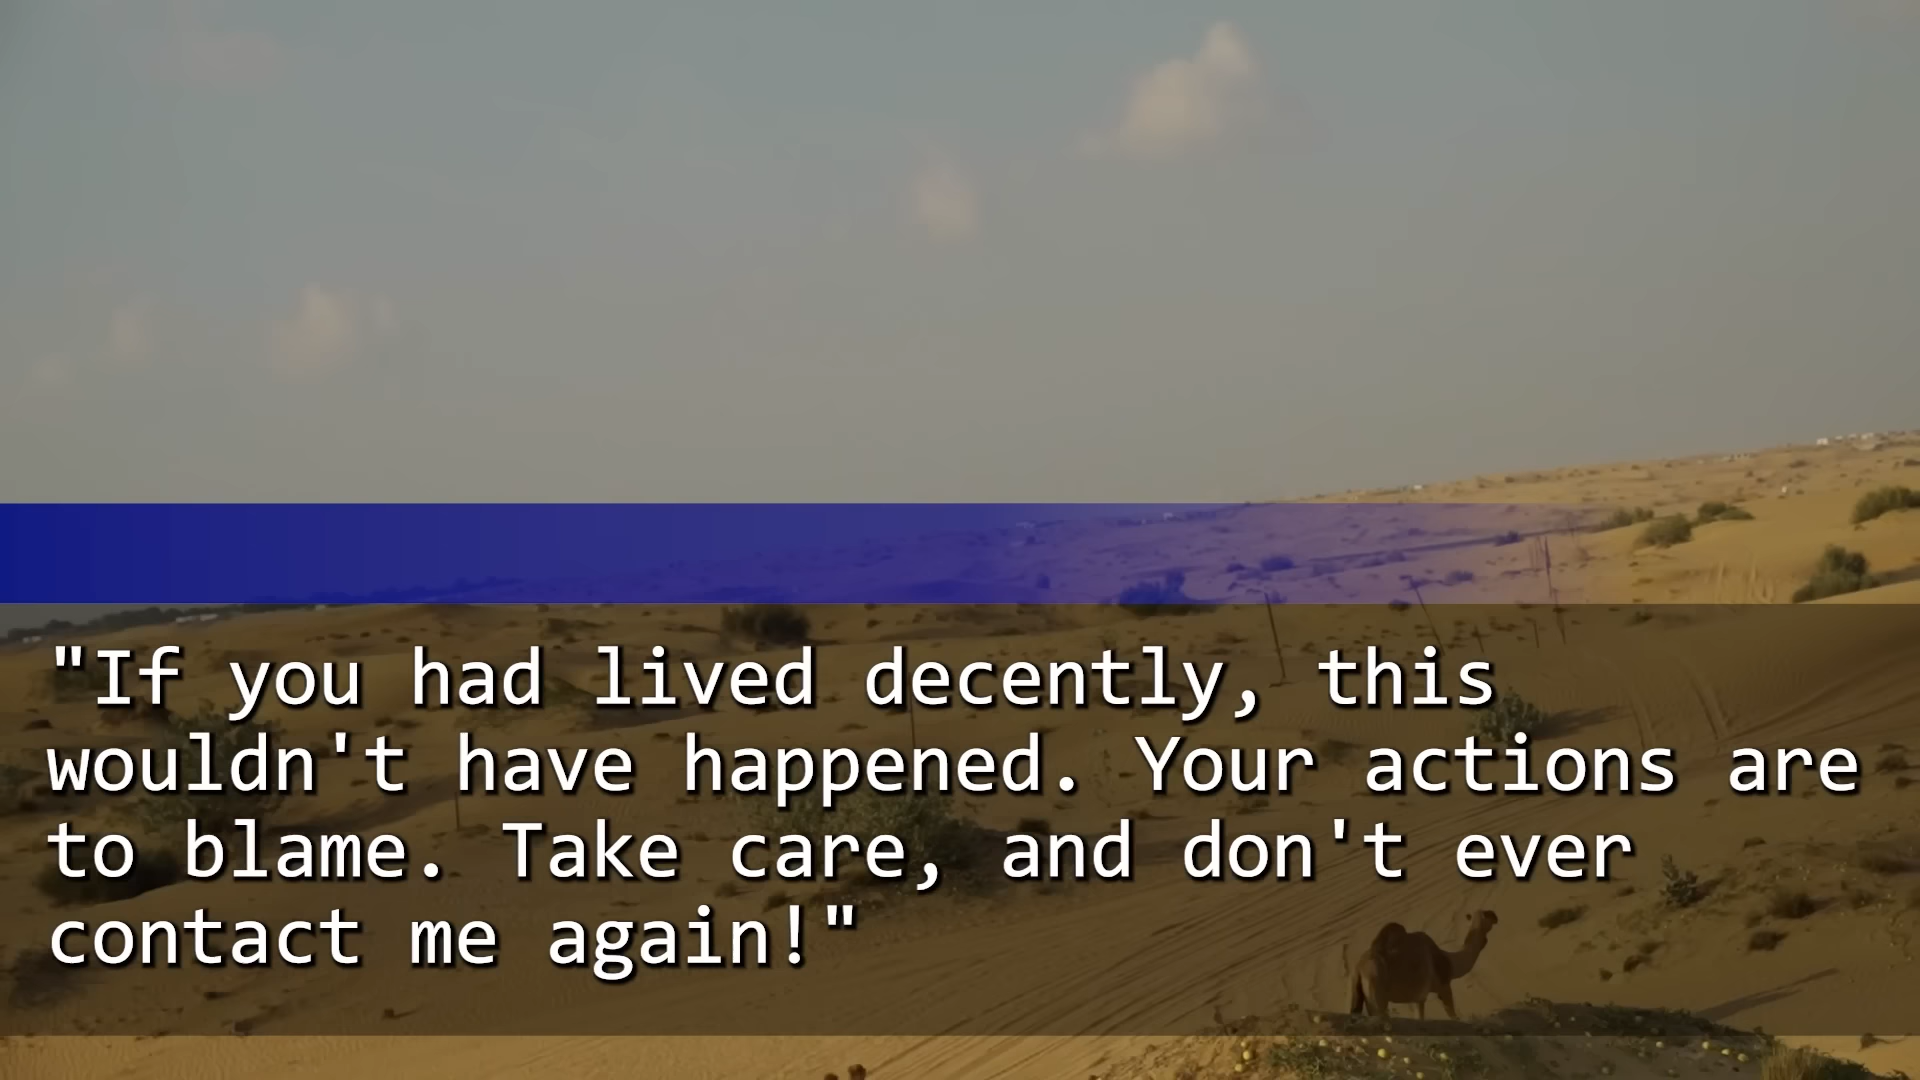 "If you had lived decently, this
wouldn't have happened. Your actions are
to blame. Take care, and don't ever
contact me again!"